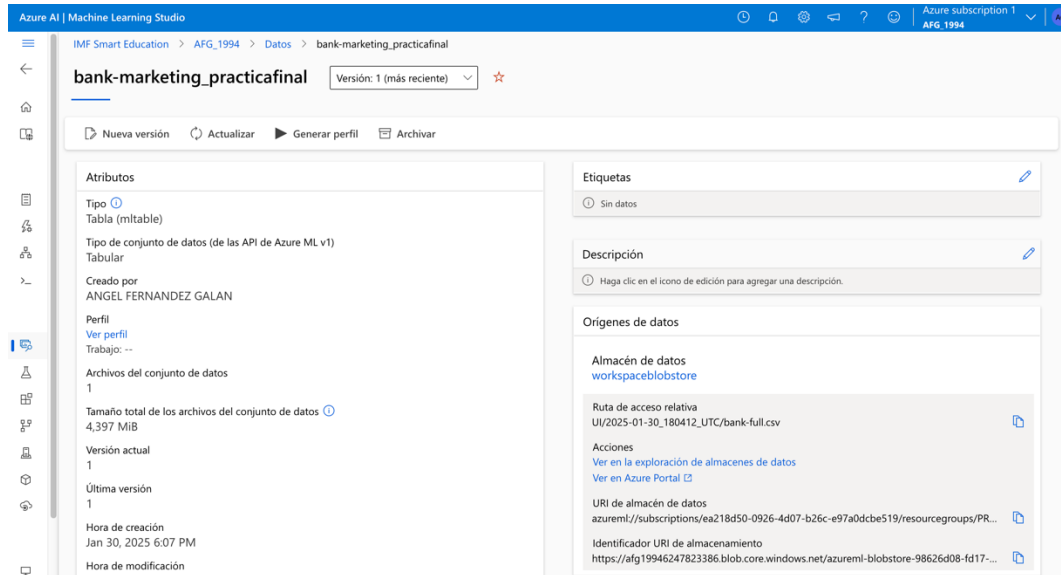 Azure AI | Machine Learning Studio
Azure subscription 1
AFG_1994
IMF Smart Education > AFG_1994 > Datos > bank-marketing_practicafinal
bank-marketing_practicafinal
Versión: 1 (más reciente)
Nueva versión
Actualizar
Generar perfil
Archivar
Atributos
Tipo
Tabla (mltable)
Tipo de conjunto de datos (de las API de Azure ML v1)
Tabular
Creado por
ANGEL FERNANDEZ GALAN
Perfil
Ver perfil
Trabajo: --
Archivos del conjunto de datos
1
Tamaño total de los archivos del conjunto de datos
4,397 MiB
Versión actual
1
Última versión
1
Hora de creación
Jan 30, 2025 6:07 PM
Hora de modificación
Etiquetas
Sin datos
Descripción
Haga clic en el icono de edición para agregar una descripción.
Orígenes de datos
Almacén de datos
workspaceblobstore
Ruta de acceso relativa
UI/2025-01-30_180412_UTC/bank-full.csv
Acciones
Ver en la exploración de almacenes de datos
Ver en Azure Portal
URI de almacén de datos
azureml://subscriptions/ea218d50-0926-4d07-b26c-e97a0dcbe519/resourcegroups/PR...
Identificador URI de almacenamiento
https://afg19946247823386.blob.core.windows.net/azureml-blobstore-98626d08-fd17-...